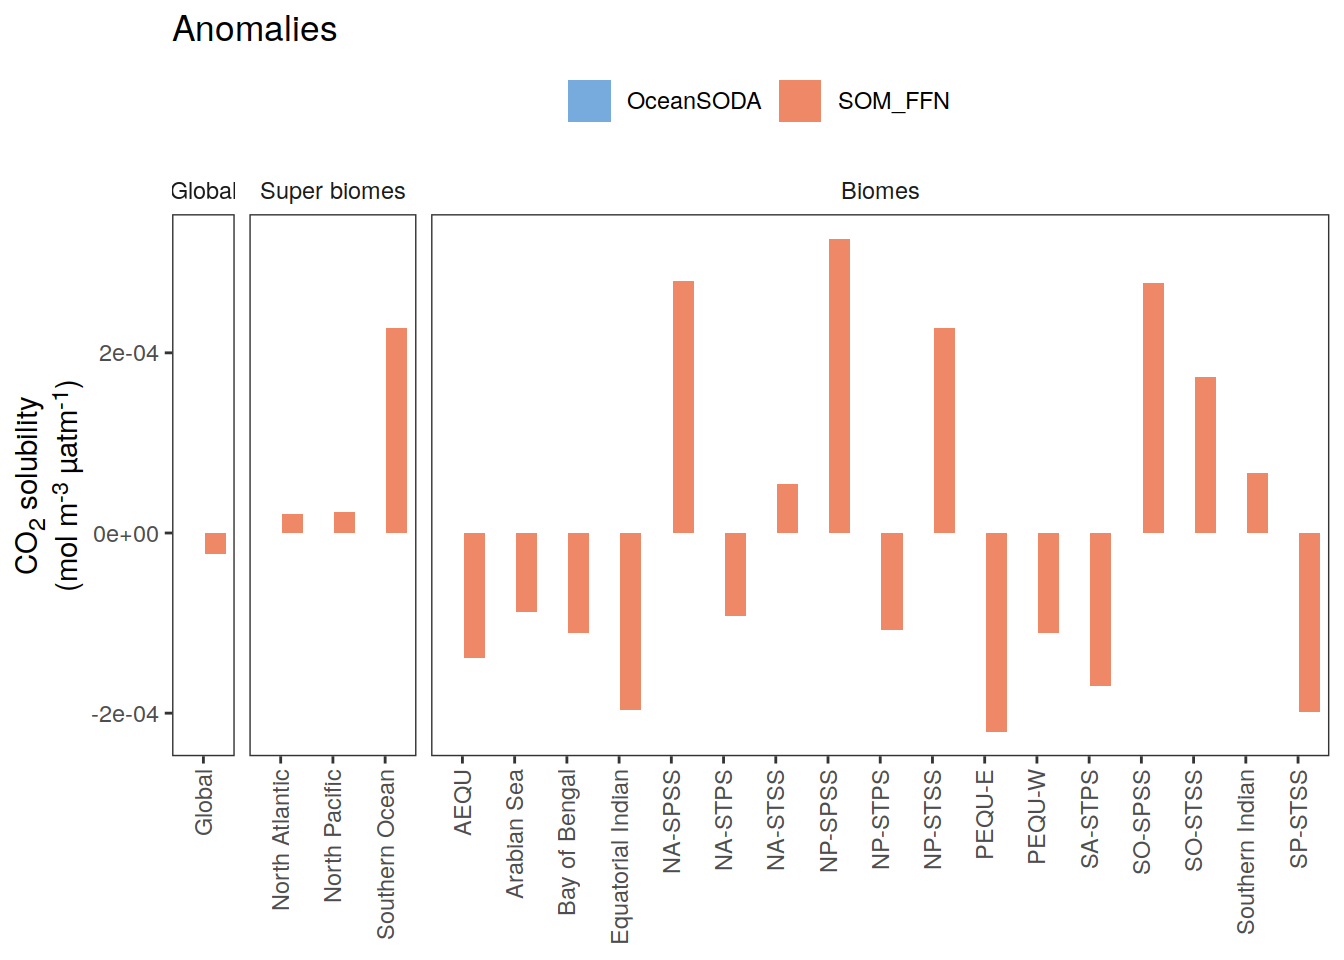 Anomalies
OceanSODA SOM_FFN
Global Super biomes Biomes
CO2 solubility
(mol m-3 µatm-1)
2e-04
0e+00
-2e-04
Global
North Atlantic
North Pacific
Southern Ocean
AEQU
Arabian Sea
Bay of Bengal
Equatorial Indian
NA-SPSS
NA-STPS
NA-STSS
NP-SPSS
NP-STPS
NP-STSS
PEQU-E
PEQU-W
SA-STPS
SO-SPSS
SO-STSS
Southern Indian
SP-STSS